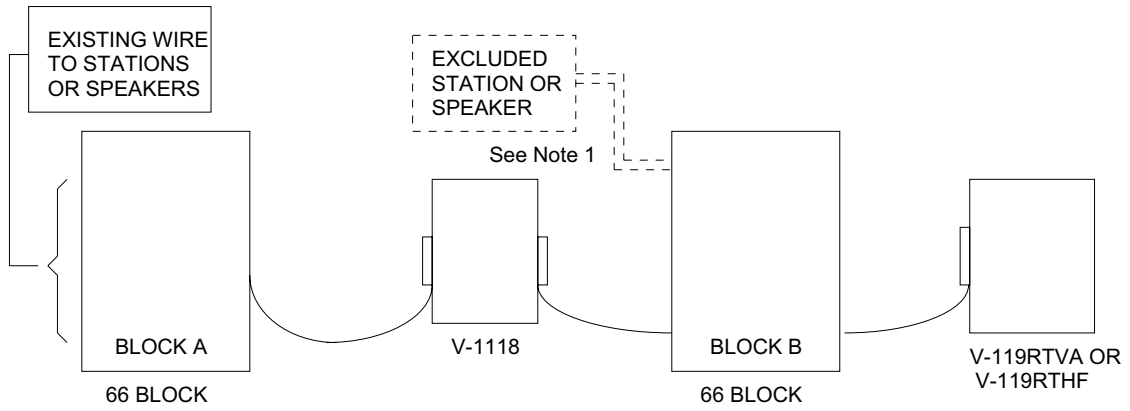 EXISTING WIRE
TO STATIONS
OR SPEAKERS
EXCLUDED
STATION OR
SPEAKER
See Note 1
BLOCK A
66 BLOCK
V-1118
BLOCK B
66 BLOCK
V-119RTVA OR
V-119RTHF